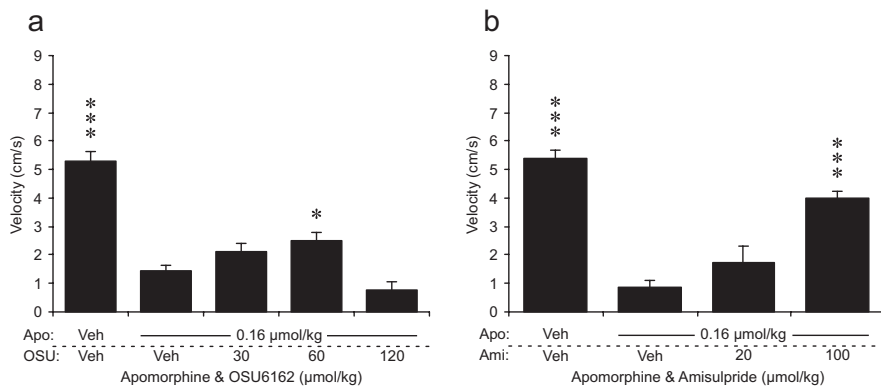 a
9
8
7
6
5
4
3
2
1
0
Velocity (cm/s)
***
*
Apo: Veh 0.16 µmol/kg
OSU: Veh Veh 30 60 120
Apomorphine & OSU6162 (µmol/kg)
b
9
8
7
6
5
4
3
2
1
0
Velocity (cm/s)
***
***
Apo: Veh 0.16 µmol/kg
Ami: Veh Veh 20 100
Apomorphine & Amisulpride (µmol/kg)